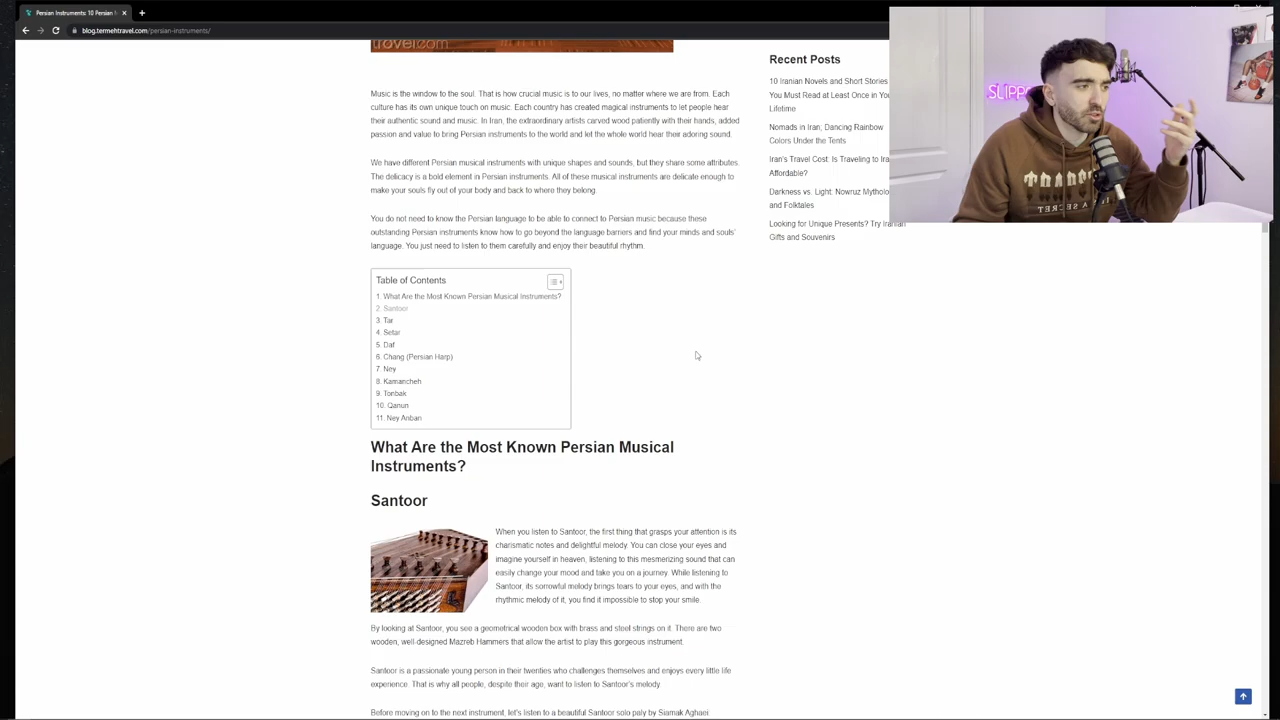 Persian Instruments: 10 Persian
blog.termehtravel.com/persian-instruments/
travel.com
Music is the window to the soul. That is how crucial music is to our lives, no matter where we are from. Each
culture has its own unique touch on music. Each country has created magical instruments to let people hear
their authentic sound and music. In Iran, the extraordinary artists carved wood patiently with their hands, added
passion and value to bring Persian instruments to the world and let the whole world hear their adoring sound.
We have different Persian musical instruments with unique shapes and sounds, but they share some attributes.
The delicacy is a bold element in Persian instruments. All of these musical instruments are delicate enough to
make your souls fly out of your body and back to where they belong.
You do not need to know the Persian language to be able to connect to Persian music because these
outstanding Persian instruments know how to go beyond the language barriers and find your minds and souls'
language. You just need to listen to them carefully and enjoy their beautiful rhythm.
Table of Contents
1. What Are the Most Known Persian Musical Instruments?
2. Santoor
3. Tar
4. Setar
5. Daf
6. Chang (Persian Harp)
7. Ney
8. Kamancheh
9. Tonbak
10. Qanun
11. Ney Anban
What Are the Most Known Persian Musical
Instruments?
Santoor
When you listen to Santoor, the first thing that grasps your attention is its
charismatic notes and delightful melody. You can close your eyes and
imagine yourself in heaven, listening to this mesmerizing sound that can
easily change your mood and take you on a journey. While listening to
Santoor, its sorrowful melody brings tears to your eyes, and with the
rhythmic melody of it, you find it impossible to stop your smile.
By looking at Santoor, you see a geometrical wooden box with brass and steel strings on it. There are two
wooden, well-designed Mazreb Hammers that allow the artist to play this gorgeous instrument.
Santoor is a passionate young person in their twenties who challenges themselves and enjoys every little life
experience. That is why all people, despite their age, want to listen to Santoor's melody.
Before moving on to the next instrument, let's listen to a beautiful Santoor solo paly by Siamak Aghaei.
Recent Posts
10 Iranian Novels and Short Stories
You Must Read at Least Once in You
Lifetime
Nomads in Iran; Dancing Rainbow
Colors Under the Tents
Iran's Travel Cost: Is Traveling to Ira
Affordable?
Darkness vs. Light: Nowruz Mytholo
and Folktales
Looking for Unique Presents? Try Iranian
Gifts and Souvenirs
SLIPP